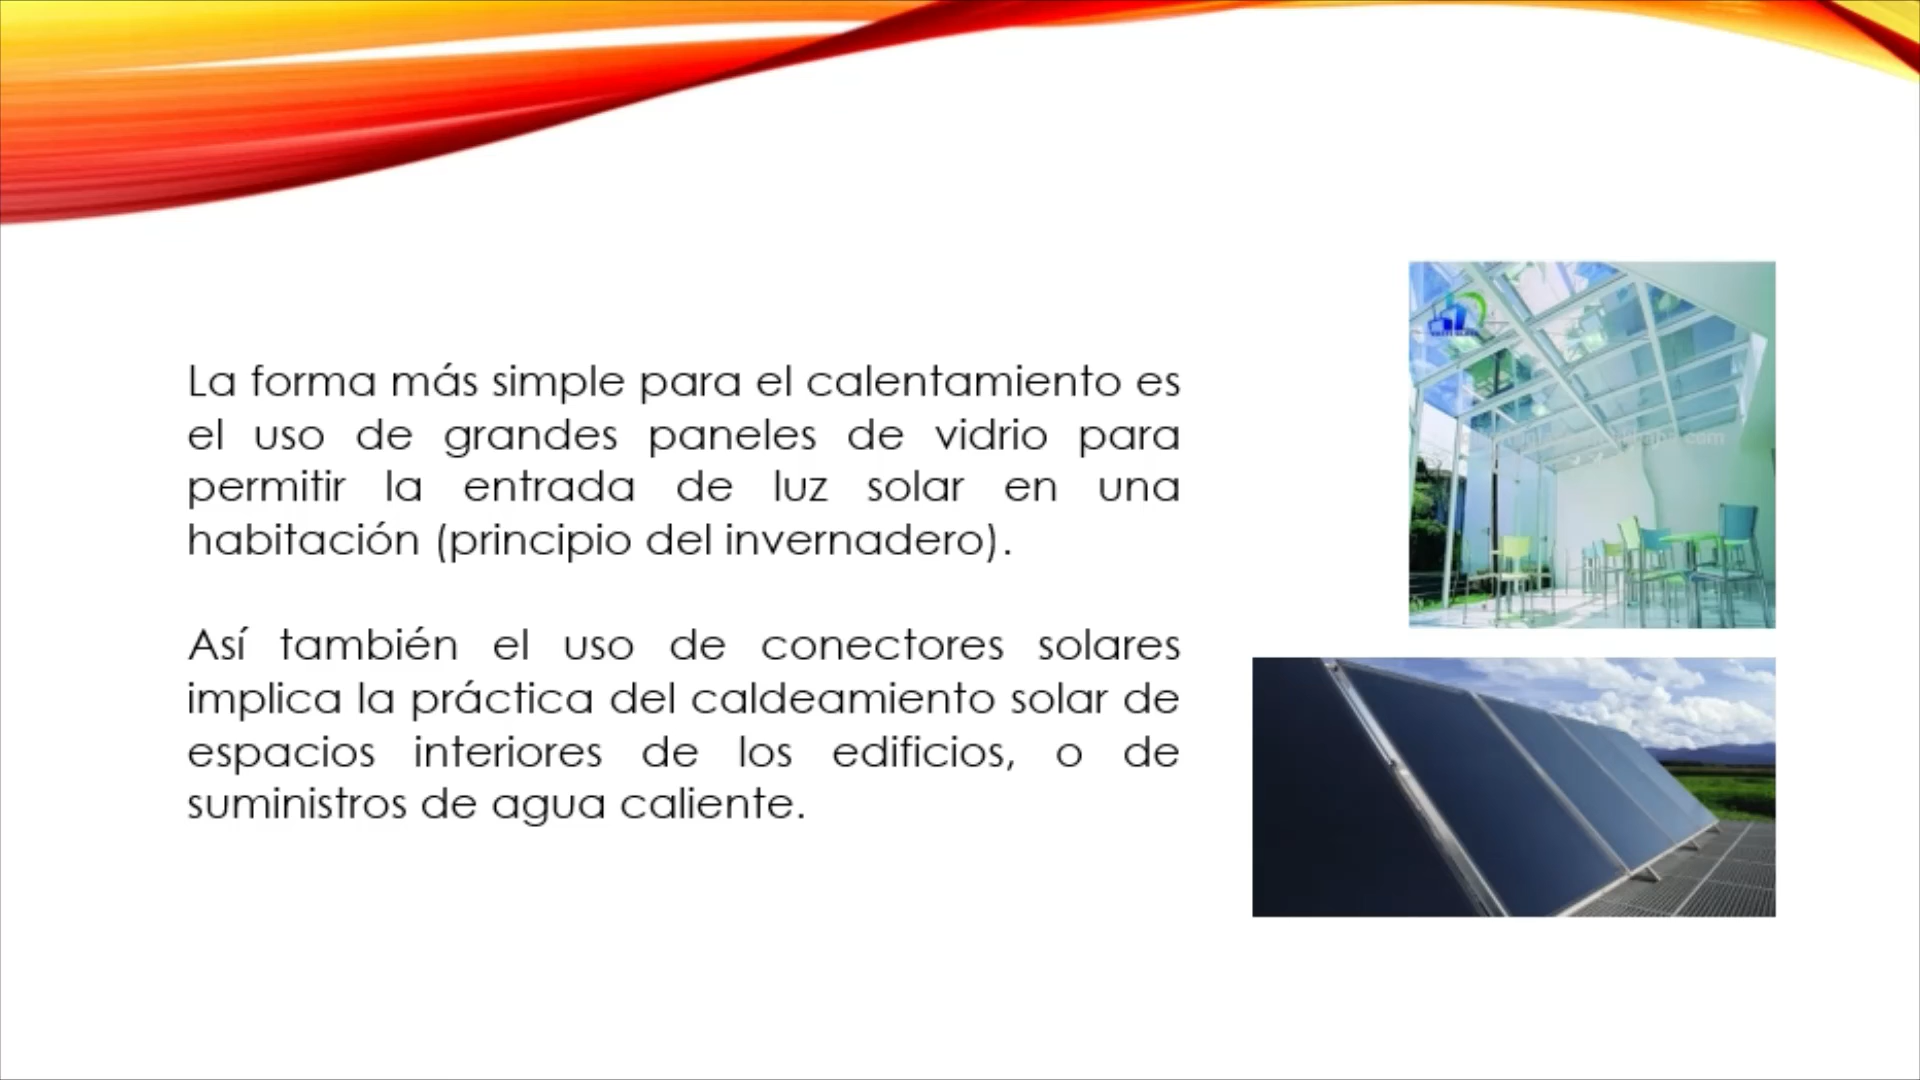 La forma más simple para el calentamiento es
el uso de grandes paneles de vidrio para
permitir la entrada de luz solar en una
habitación (principio del invernadero).
Así también el uso de conectores solares
implica la práctica del caldeamiento solar de
espacios interiores de los edificios, o de
suministros de agua caliente.